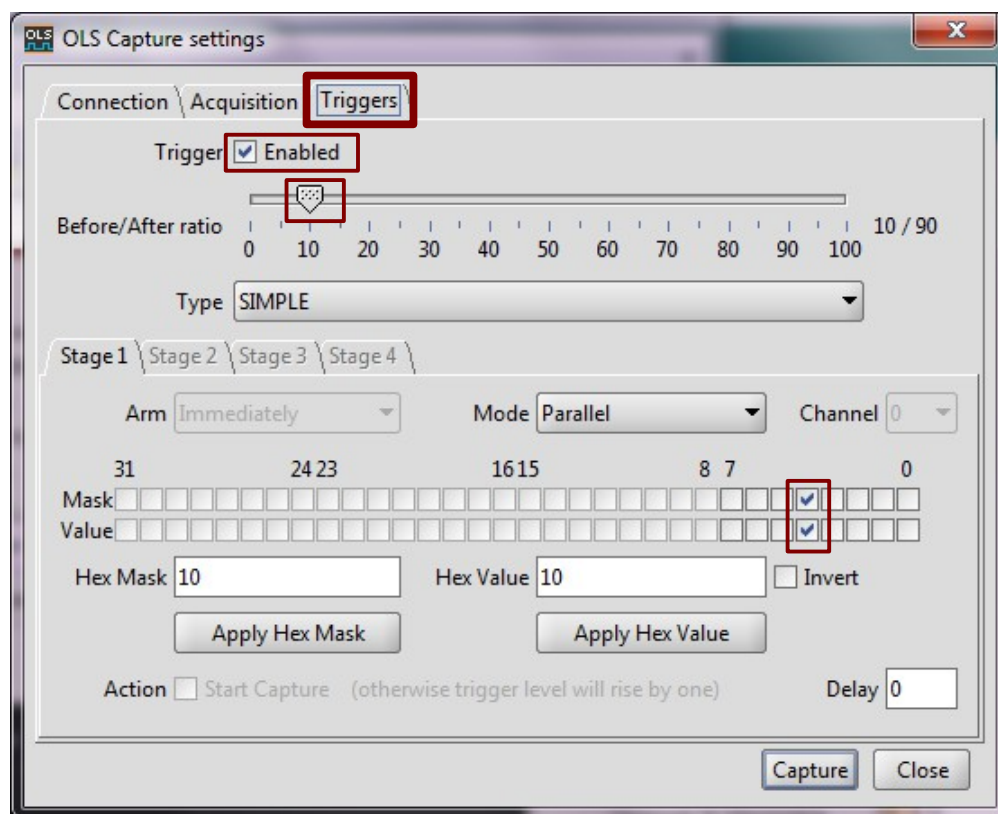 OLS OLS Capture settings X
Connection Acquisition Triggers
Trigger Enabled
Before/After ratio 10 / 90
0 10 20 30 40 50 60 70 80 90 100
Type SIMPLE
Stage 1 Stage 2 Stage 3 Stage 4
Arm Immediately Mode Parallel Channel 0
31 24 23 16 15 8 7 0
Mask
Value
Hex Mask 10 Hex Value 10 Invert
Apply Hex Mask Apply Hex Value
Action Start Capture (otherwise trigger level will rise by one) Delay 0
Capture Close